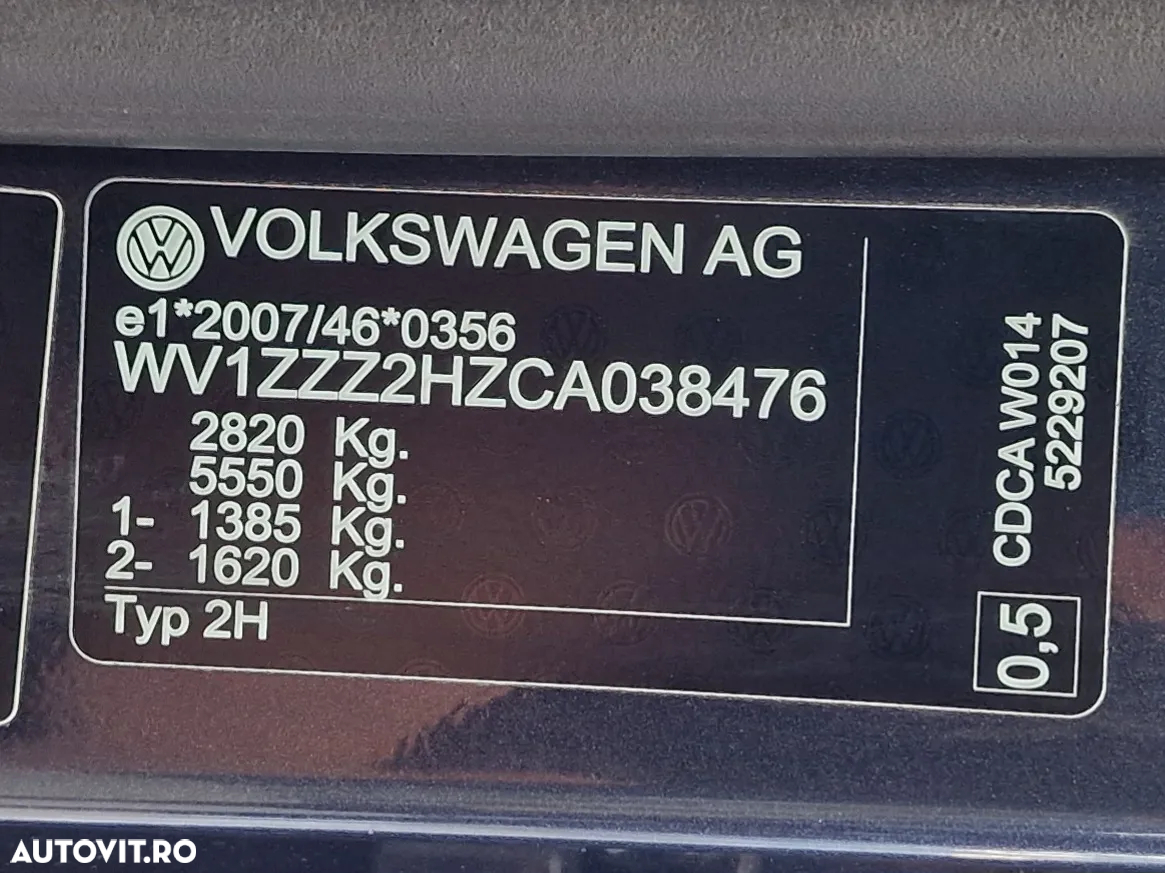 VOLKSWAGEN AG
e1*2007/46*0356
WV1ZZZ2HZCA038476
2820 Kg.
5550 Kg.
1- 1385 Kg.
2- 1620 Kg.
Typ 2H
CDCA W014
5229207
0,5
AUTOVIT.RO